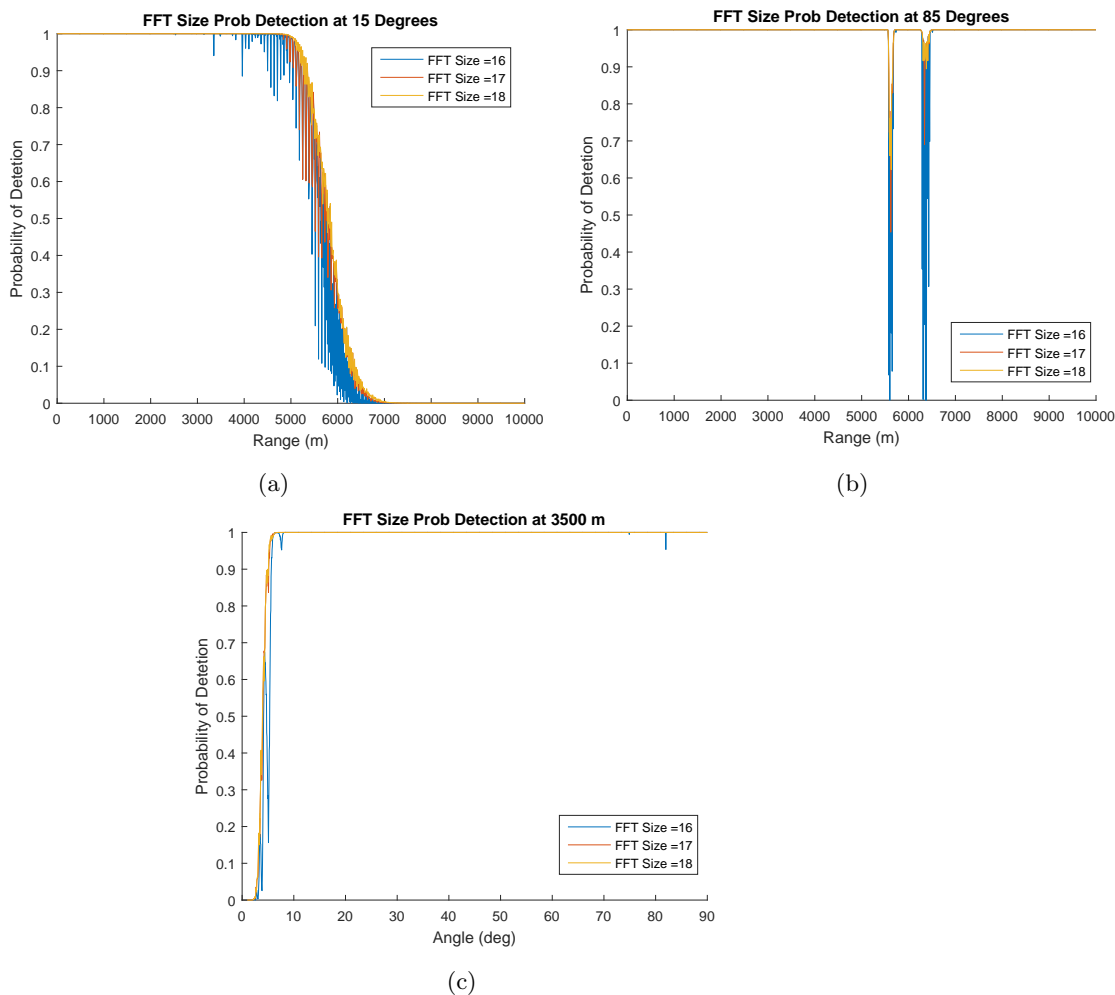 FFT Size Prob Detection at 15 Degrees
1
0.9
0.8
0.7
0.6
0.5
0.4
0.3
0.2
0.1
0
Probability of Detetion
FFT Size =16
FFT Size =17
FFT Size =18
0 1000 2000 3000 4000 5000 6000 7000 8000 9000 10000
Range (m)
(a)
FFT Size Prob Detection at 85 Degrees
1
0.9
0.8
0.7
0.6
0.5
0.4
0.3
0.2
0.1
0
Probability of Detetion
FFT Size =16
FFT Size =17
FFT Size =18
0 1000 2000 3000 4000 5000 6000 7000 8000 9000 10000
Range (m)
(b)
FFT Size Prob Detection at 3500 m
1
0.9
0.8
0.7
0.6
0.5
0.4
0.3
0.2
0.1
0
Probability of Detetion
FFT Size =16
FFT Size =17
FFT Size =18
0 10 20 30 40 50 60 70 80 90
Angle (deg)
(c)